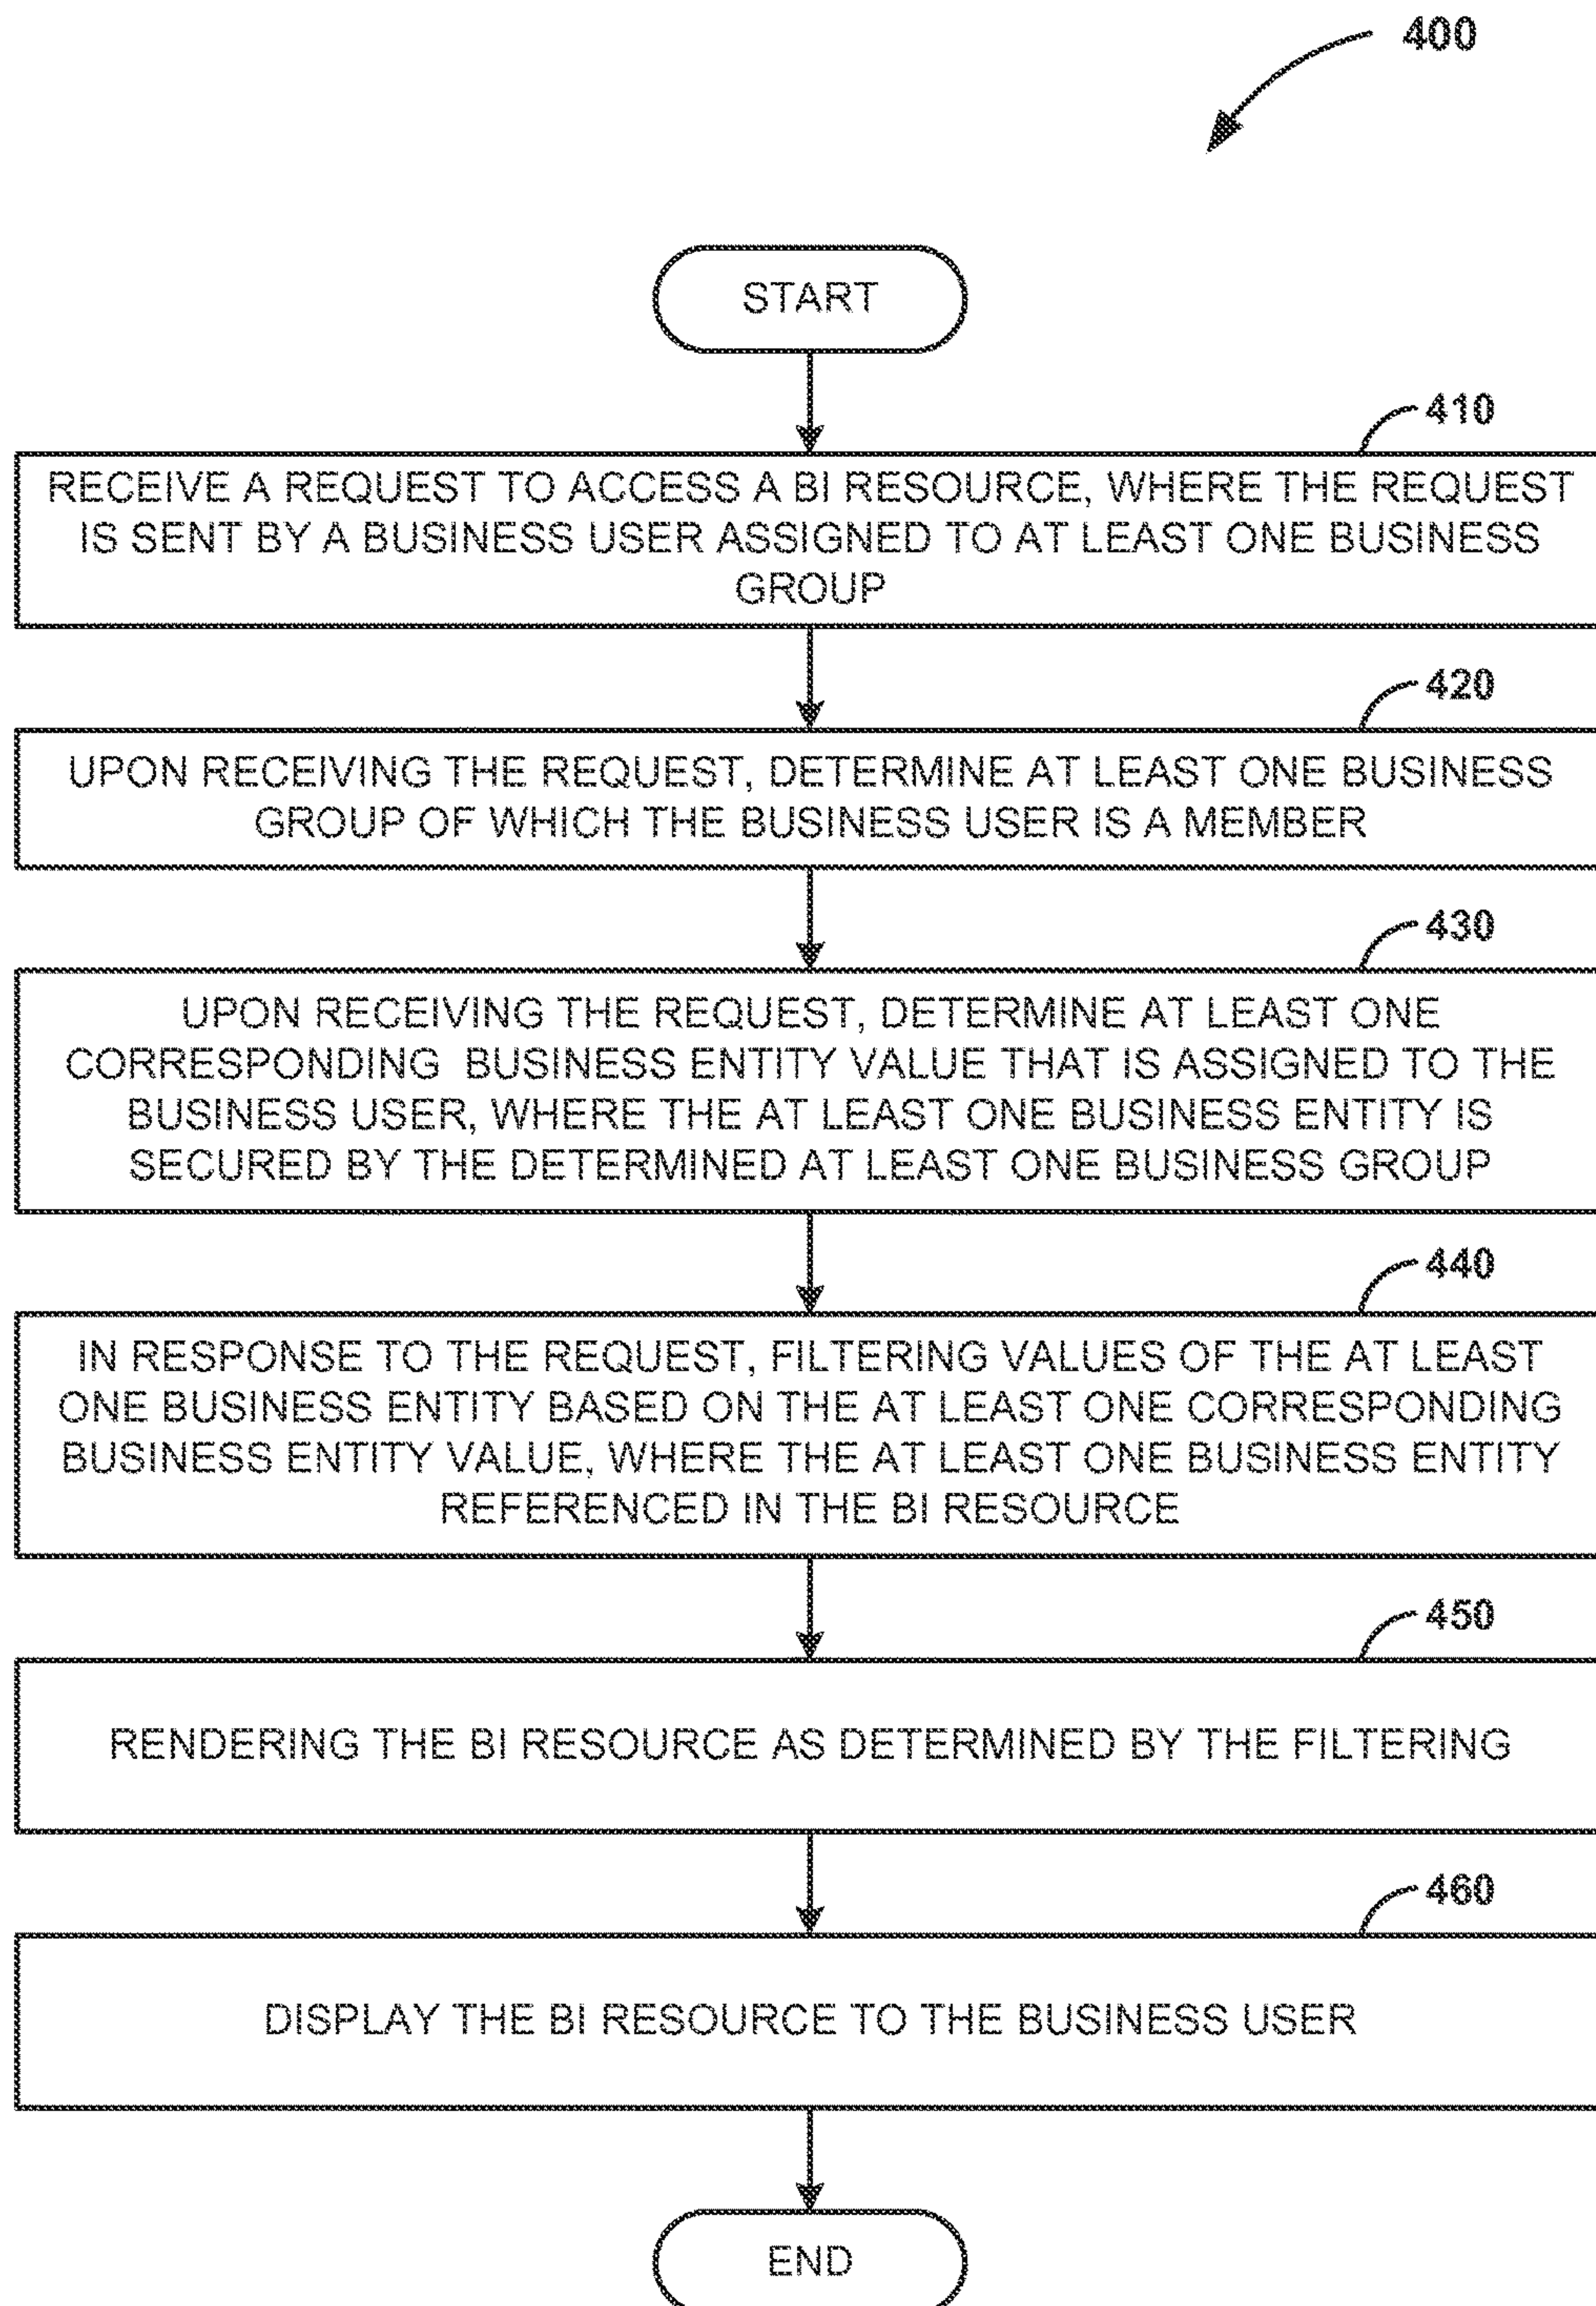 400
START
410
RECEIVE A REQUEST TO ACCESS A BI RESOURCE, WHERE THE REQUEST
IS SENT BY A BUSINESS USER ASSIGNED TO AT LEAST ONE BUSINESS
GROUP
420
UPON RECEIVING THE REQUEST, DETERMINE AT LEAST ONE BUSINESS
GROUP OF WHICH THE BUSINESS USER IS A MEMBER
430
UPON RECEIVING THE REQUEST, DETERMINE AT LEAST ONE
CORRESPONDING BUSINESS ENTITY VALUE THAT IS ASSIGNED TO THE
BUSINESS USER, WHERE THE AT LEAST ONE BUSINESS ENTITY IS
SECURED BY THE DETERMINED AT LEAST ONE BUSINESS GROUP
440
IN RESPONSE TO THE REQUEST, FILTERING VALUES OF THE AT LEAST
ONE BUSINESS ENTITY BASED ON THE AT LEAST ONE CORRESPONDING
BUSINESS ENTITY VALUE, WHERE THE AT LEAST ONE BUSINESS ENTITY
REFERENCED IN THE BI RESOURCE
450
RENDERING THE BI RESOURCE AS DETERMINED BY THE FILTERING
460
DISPLAY THE BI RESOURCE TO THE BUSINESS USER
END